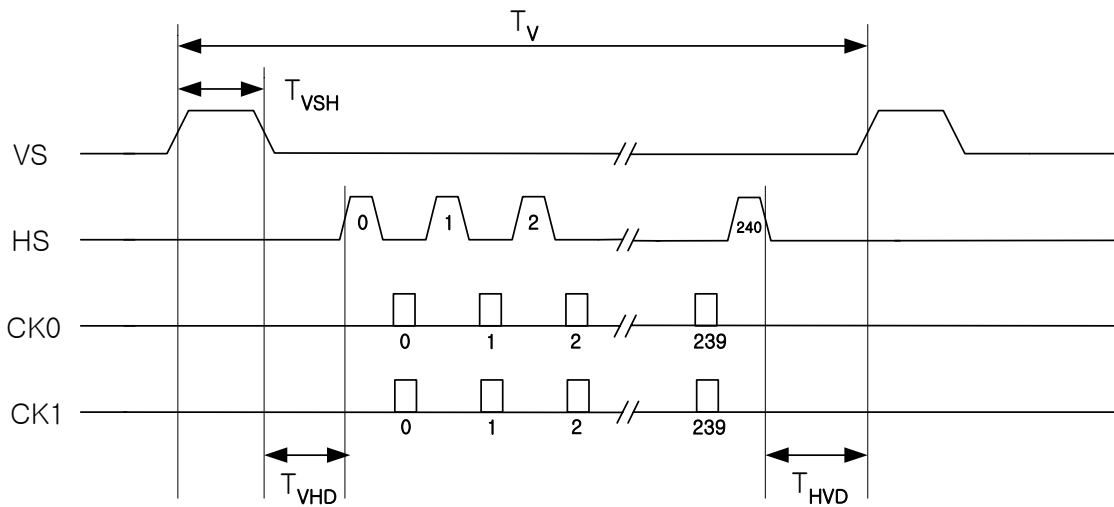 TV
TVSH
VS
HS 0 1 2 240
CK0
0 1 2 239
CK1
0 1 2 239
TVHD THVD